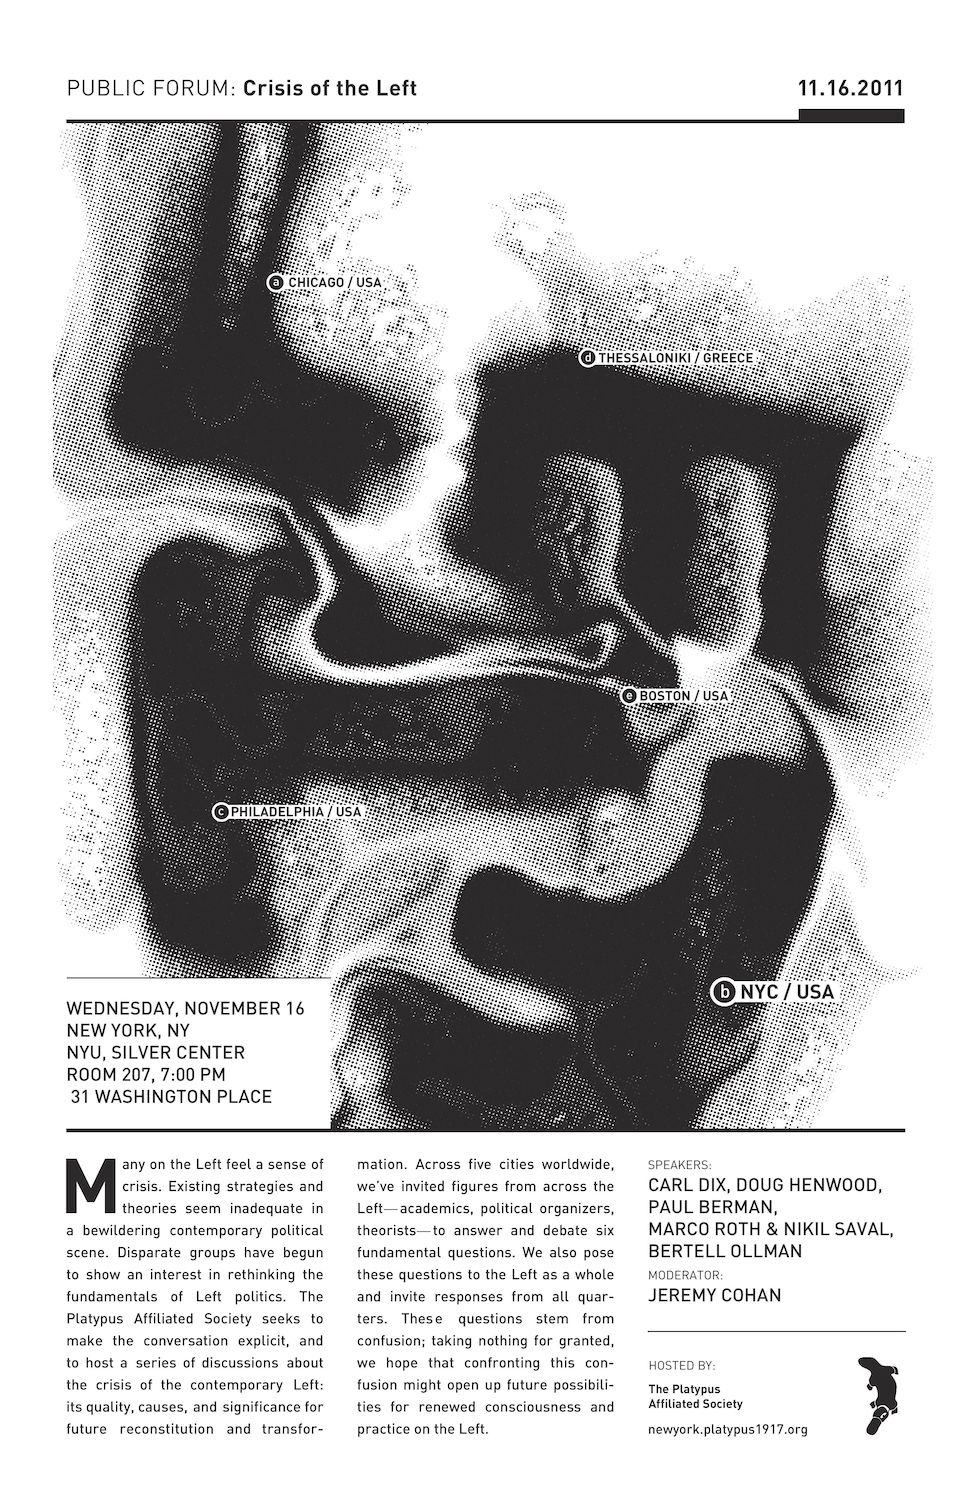 PUBLIC FORUM: Crisis of the Left
11.16.2011
a CHICAGO / USA
d THESSALONIKI / GREECE
e BOSTON / USA
c PHILADELPHIA / USA
b NYC / USA
WEDNESDAY, NOVEMBER 16
NEW YORK, NY
NYU, SILVER CENTER
ROOM 207, 7:00 PM
31 WASHINGTON PLACE
Many on the Left feel a sense of
crisis. Existing strategies and
theories seem inadequate in
a bewildering contemporary political
scene. Disparate groups have begun
to show an interest in rethinking the
fundamentals of Left politics. The
Platypus Affiliated Society seeks to
make the conversation explicit, and
to host a series of discussions about
the crisis of the contemporary Left:
its quality, causes, and significance for
future reconstitution and transfor-
mation. Across five cities worldwide,
we've invited figures from across the
Left—academics, political organizers,
theorists—to answer and debate six
fundamental questions. We also pose
these questions to the Left as a whole
and invite responses from all quar-
ters. These questions stem from
confusion; taking nothing for granted,
we hope that confronting this con-
fusion might open up future possibili-
ties for renewed consciousness and
practice on the Left.
SPEAKERS:
CARL DIX, DOUG HENWOOD,
PAUL BERMAN,
MARCO ROTH & NIKIL SAVAL,
BERTELL OLLMAN
MODERATOR:
JEREMY COHAN
HOSTED BY:
The Platypus
Affiliated Society
newyork.platypus1917.org